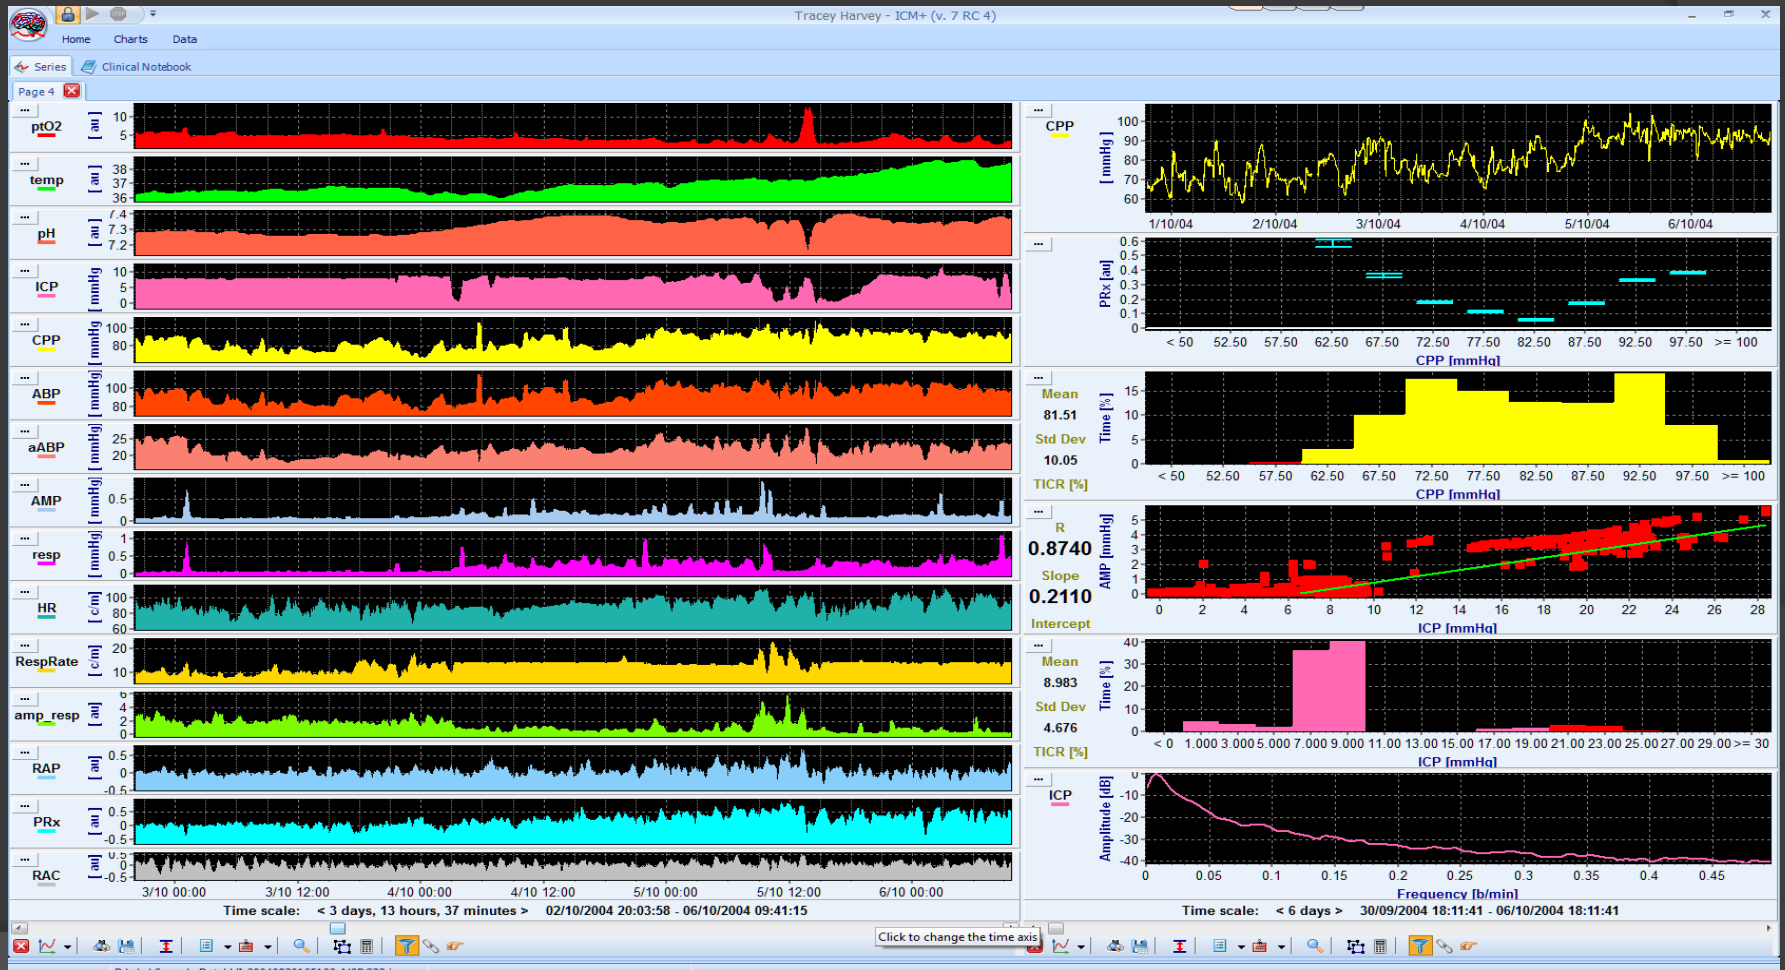 Tracey Harvey - ICM+ (v. 7 RC 4)
Home Charts Data
Series Clinical Notebook
Page 4
ptO2 [ au] 10 5
temp [ au] 38 37 36
pH [ au] 7.4 7.3 7.2
ICP [ mmHg] 10 5 0
CPP [ mmHg] 100 80
ABP [ mmHg] 100 80
aABP [ mmHg] 25 20
AMP [ mmHg] 0.5 0
resp [ mmHg] 1 0.5 0
HR [ c/m] 100 80 60
RespRate [ c/m] 20 10
amp_resp [ au] 6 4 2 0
RAP [ au] 0.5 0 -0.5
PRx [ au] 0.5 0 -0.5
RAC [ au] 0.5 0 -0.5
3/10 00:00 3/10 12:00 4/10 00:00 4/10 12:00 5/10 00:00 5/10 12:00 6/10 00:00
Time scale: < 3 days, 13 hours, 37 minutes > 02/10/2004 20:03:58 - 06/10/2004 09:41:15
CPP [ mmHg] 100 90 80 70 60
1/10/04 2/10/04 3/10/04 4/10/04 5/10/04 6/10/04
PRx [au] 0.6 0.5 0.4 0.3 0.2 0.1 0
< 50 52.50 57.50 62.50 67.50 72.50 77.50 82.50 87.50 92.50 97.50 >= 100
CPP [mmHg]
Mean
81.51
Std Dev
10.05
TICR [%]
Time [%] 15 10 5 0
< 50 52.50 57.50 62.50 67.50 72.50 77.50 82.50 87.50 92.50 97.50 >= 100
CPP [mmHg]
R
0.8740
Slope
0.2110
Intercept
AMP [mmHg] 5 4 3 2 1 0
0 2 4 6 8 10 12 14 16 18 20 22 24 26 28
ICP [mmHg]
Mean
8.983
Std Dev
4.676
TICR [%]
Time [%] 40 30 20 10 0
< 0 1.000 3.000 5.000 7.000 9.000 11.00 13.00 15.00 17.00 19.00 21.00 23.00 25.00 27.00 29.00 >= 30
ICP [mmHg]
ICP
Amplitude [dB] 0 -10 -20 -30 -40
0 0.05 0.1 0.15 0.2 0.25 0.3 0.35 0.4 0.45
Frequency [b/min]
Time scale: < 6 days > 30/09/2004 18:11:41 - 06/10/2004 18:11:41
Click to change the time axis